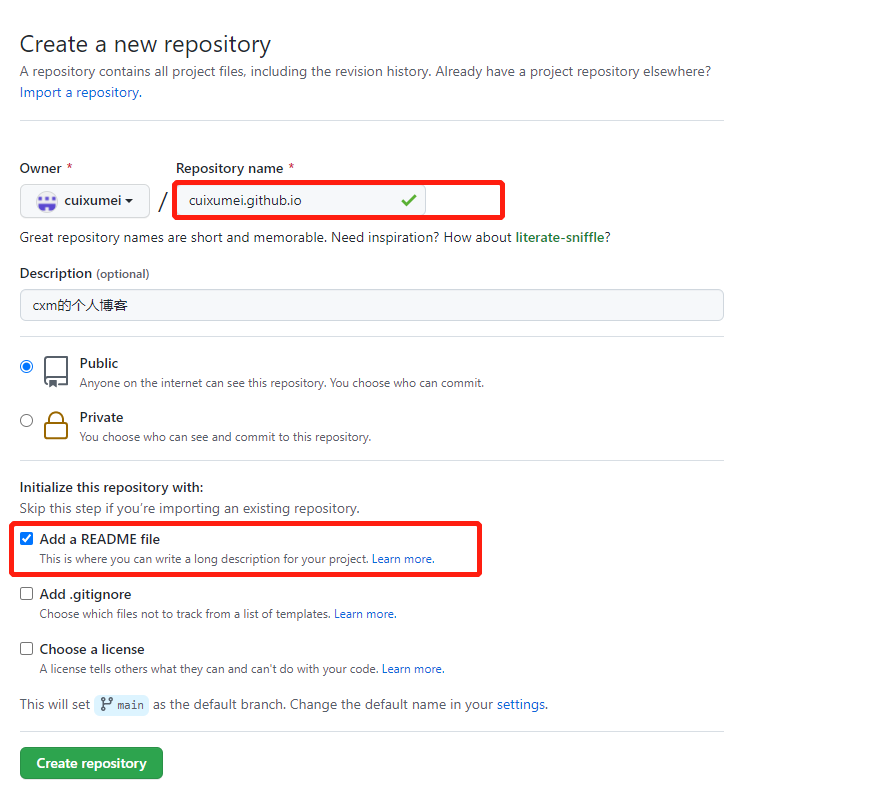 Create a new repository
A repository contains all project files, including the revision history. Already have a project repository elsewhere?
Import a repository.
Owner *
Repository name *
cuixumei
/
cuixumei.github.io
Great repository names are short and memorable. Need inspiration? How about literate-sniffle?
Description (optional)
cxm的个人博客
Public
Anyone on the internet can see this repository. You choose who can commit.
Private
You choose who can see and commit to this repository.
Initialize this repository with:
Skip this step if you're importing an existing repository.
Add a README file
This is where you can write a long description for your project. Learn more.
Add .gitignore
Choose which files not to track from a list of templates. Learn more.
Choose a license
A license tells others what they can and can't do with your code. Learn more.
This will set main as the default branch. Change the default name in your settings.
Create repository